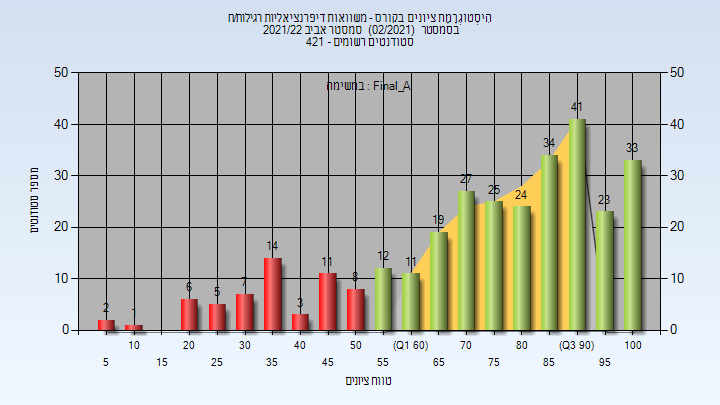 היסטוגרמת ציונים בקורס - משוואות דיפרנציאליות רגילות/ח
בסמסטר (02/2021) סמסטר אביב 2021/22
סטודנטים רשומים - 421
במשימה : Final_A
50 50
40 40
30 30
20 20
10 10
0 0
מספר סטודנטים
2 1 6 5 7 14 3 11 8 12 11 19 27 25 24 34 41 23 33
10 20 30 40 50 (Q1 60) 70 80 (Q3 90) 100
5 15 25 35 45 55 65 75 85 95
טווח ציונים